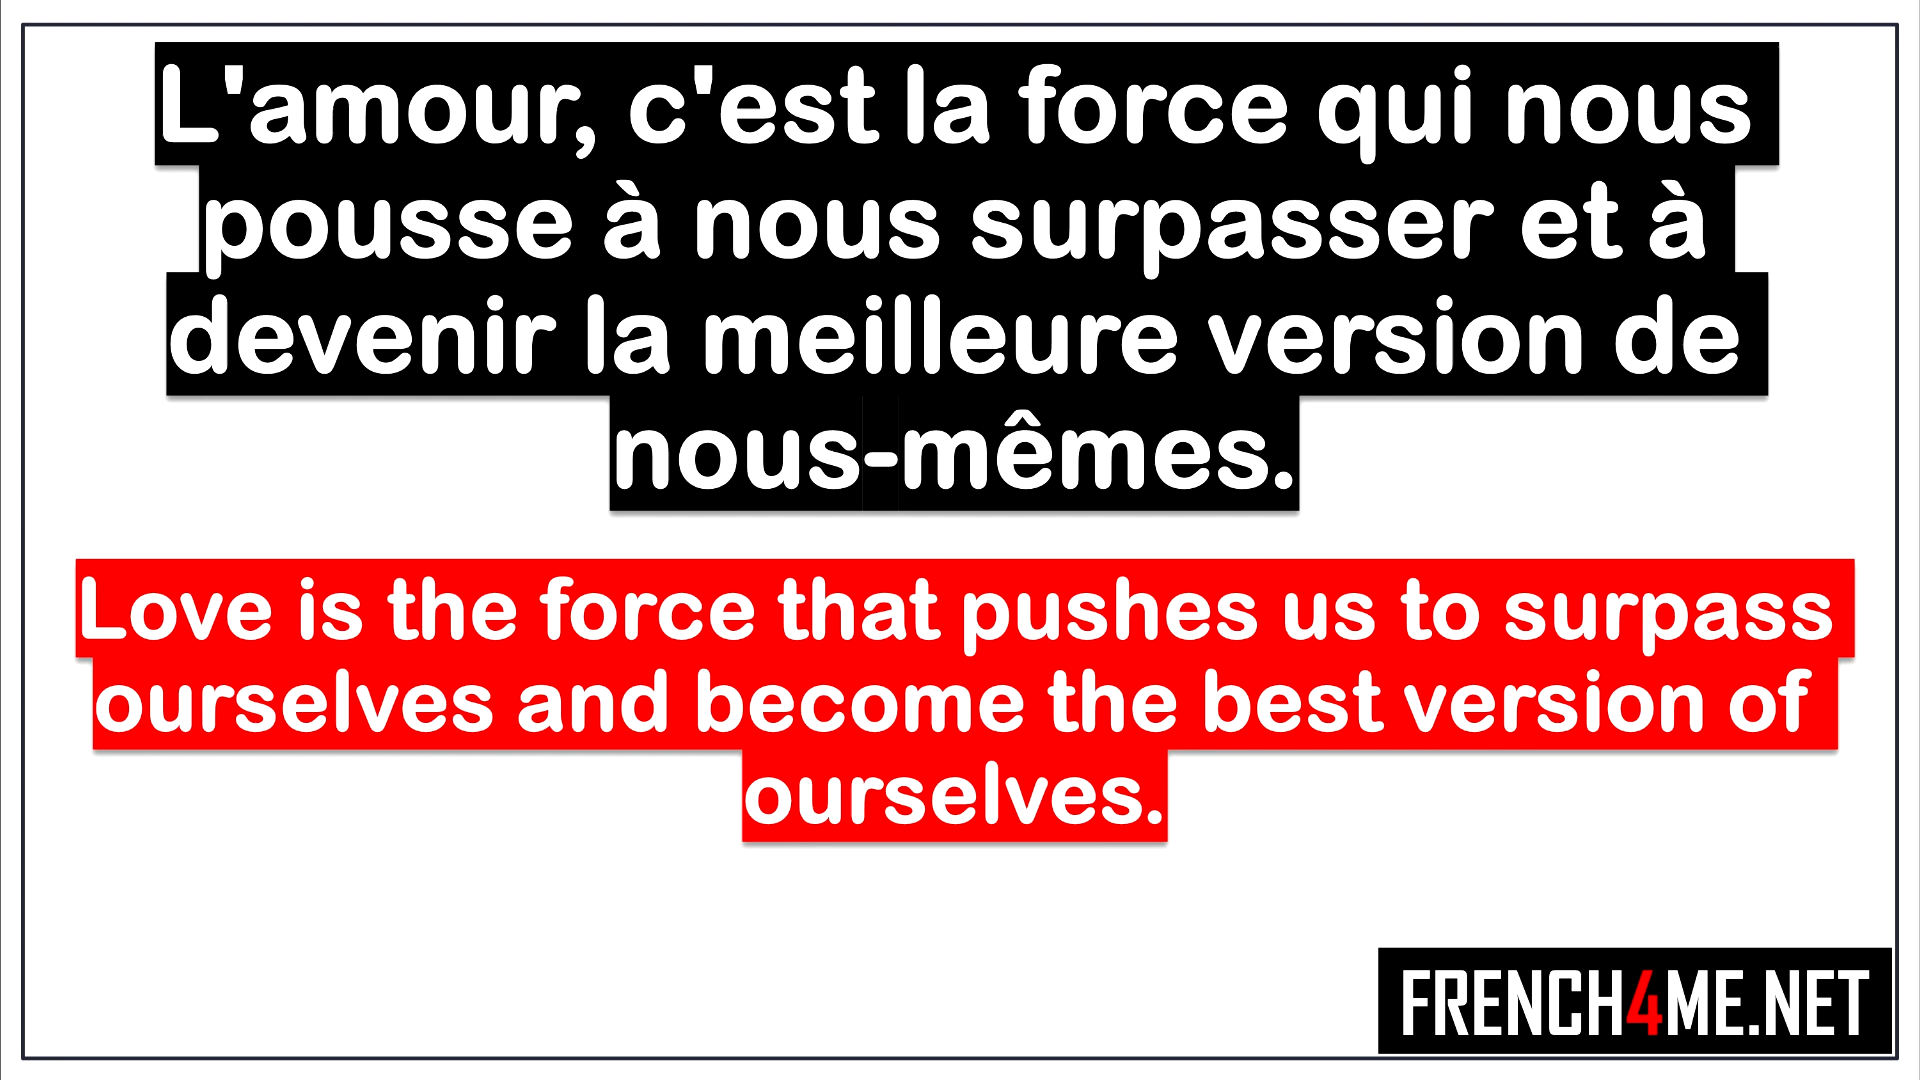 L'amour, c'est la force qui nous
pousse à nous surpasser et à
devenir la meilleure version de
nous-mêmes.
Love is the force that pushes us to surpass
ourselves and become the best version of
ourselves.
FRENCH4ME.NET